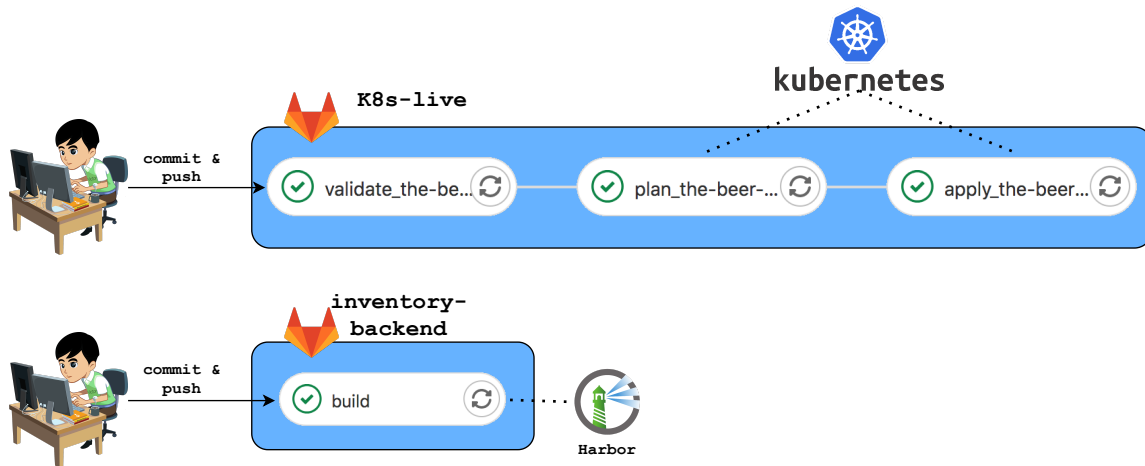 kubernetes
K8s-live
commit &
push
validate_the-be...
plan_the-beer-...
apply_the-beer...
inventory-
backend
commit &
push
build
Harbor